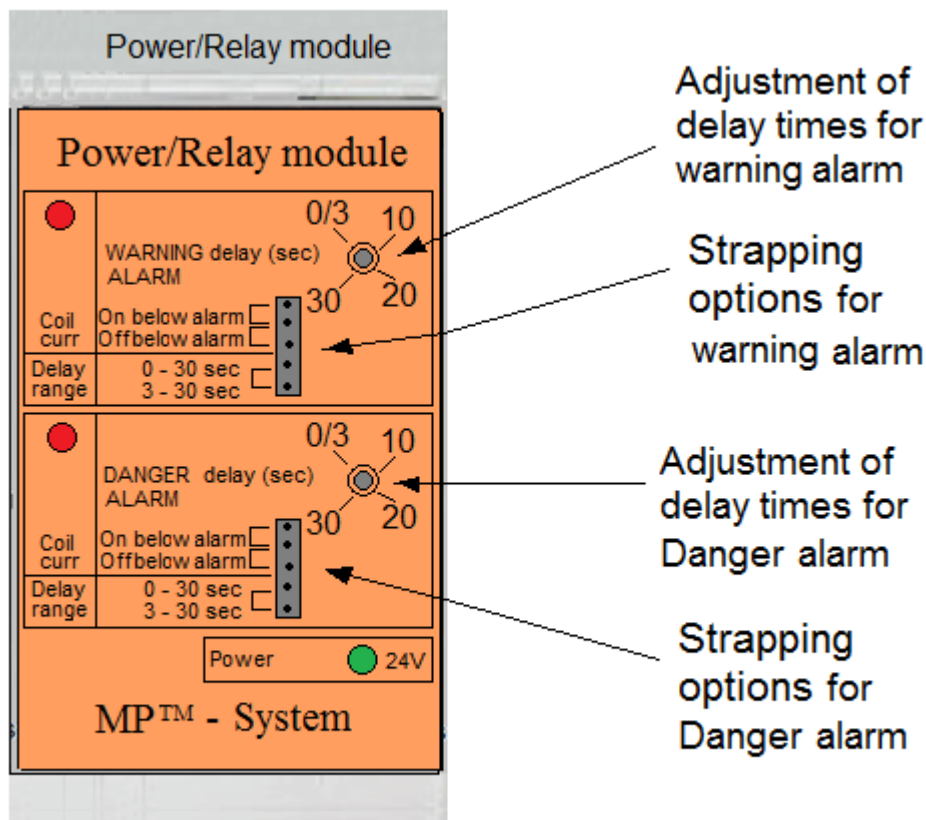 Power/Relay module
Power/Relay module
0/3 10
WARNING delay (sec)
ALARM
30 20
Coil
curr
On below alarm
Offbelow alarm
Delay
range
0 - 30 sec
3 - 30 sec
0/3 10
DANGER delay (sec)
ALARM
30 20
Coil
curr
On below alarm
Offbelow alarm
Delay
range
0 - 30 sec
3 - 30 sec
Power 24V
MP™ - System
Adjustment of
delay times for
warning alarm
Strapping
options for
warning alarm
Adjustment of
delay times for
Danger alarm
Strapping
options for
Danger alarm